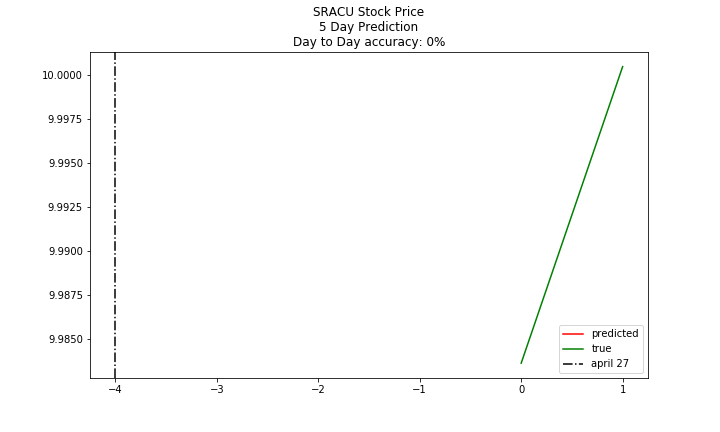 SRACU Stock Price
5 Day Prediction
Day to Day accuracy: 0%
10.0000
9.9975
9.9950
9.9925
9.9900
9.9875
9.9850
predicted
true
april 27
−4
−3
−2
−1
0
1